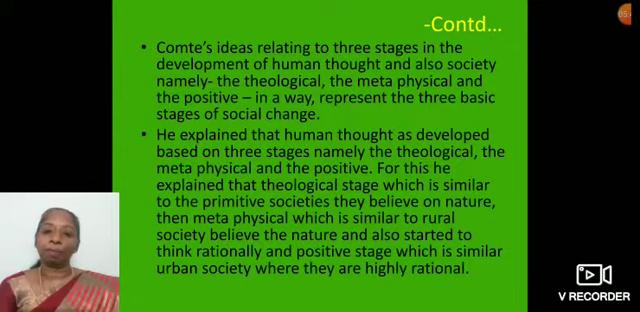 -Contd...
• Comte's ideas relating to three stages in the
development of human thought and also society
namely- the theological, the meta physical and
the positive – in a way, represent the three basic
stages of social change.
• He explained that human thought as developed
based on three stages namely the theological, the
meta physical and the positive. For this he
explained that theological stage which is similar
to the primitive societies they believe on nature,
then meta physical which is similar to rural
society believe the nature and also started to
think rationally and positive stage which is similar
urban society where they are highly rational.
V RECORDER